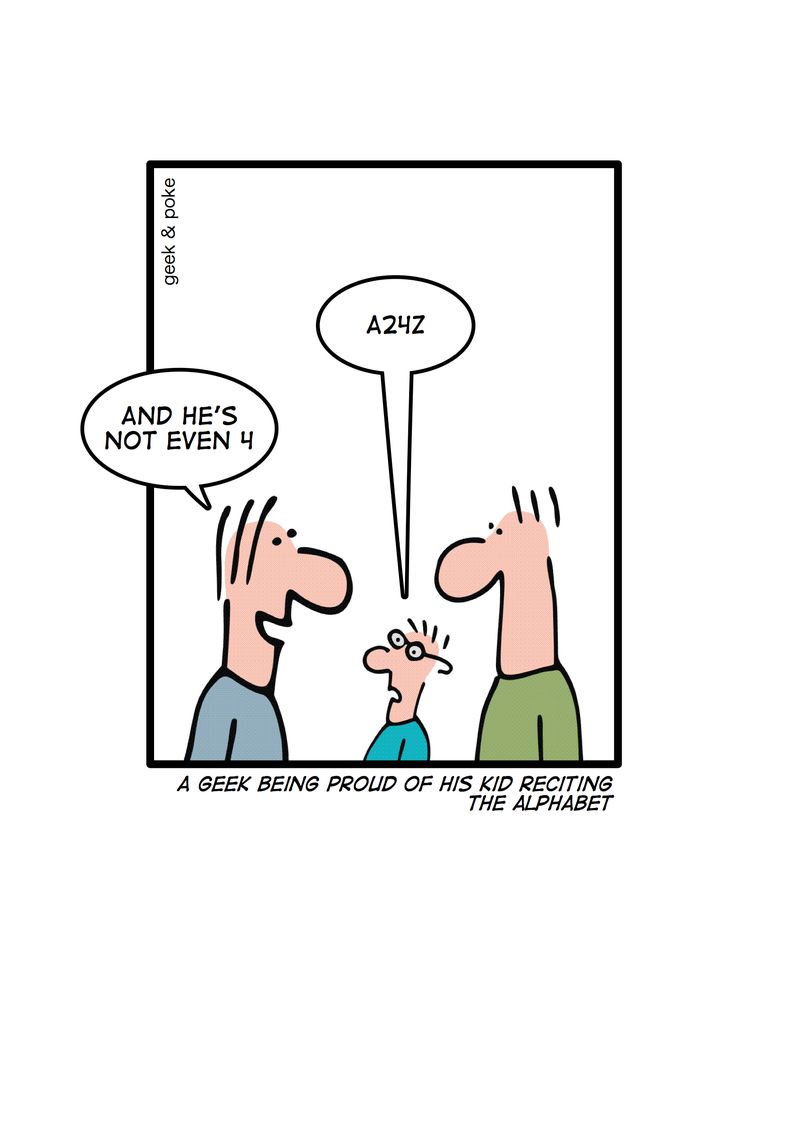 geek & poke
A24Z
AND HE'S
NOT EVEN 4
A GEEK BEING PROUD OF HIS KID RECITING
THE ALPHABET